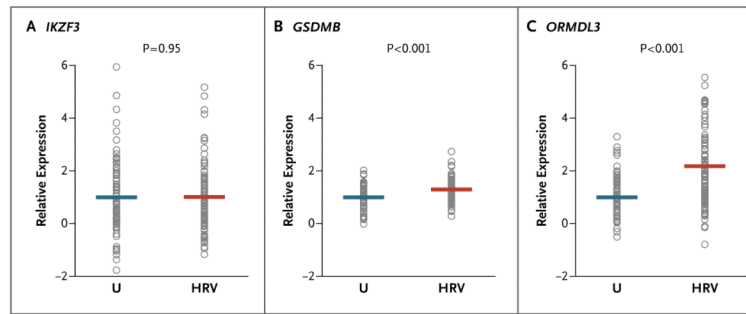 A IKZF3
P=0.95
Relative Expression
6
4
2
0
−2
U HRV
B GSDMB
P<0.001
Relative Expression
6
4
2
0
−2
U HRV
C ORMDL3
P<0.001
Relative Expression
6
4
2
0
−2
U HRV